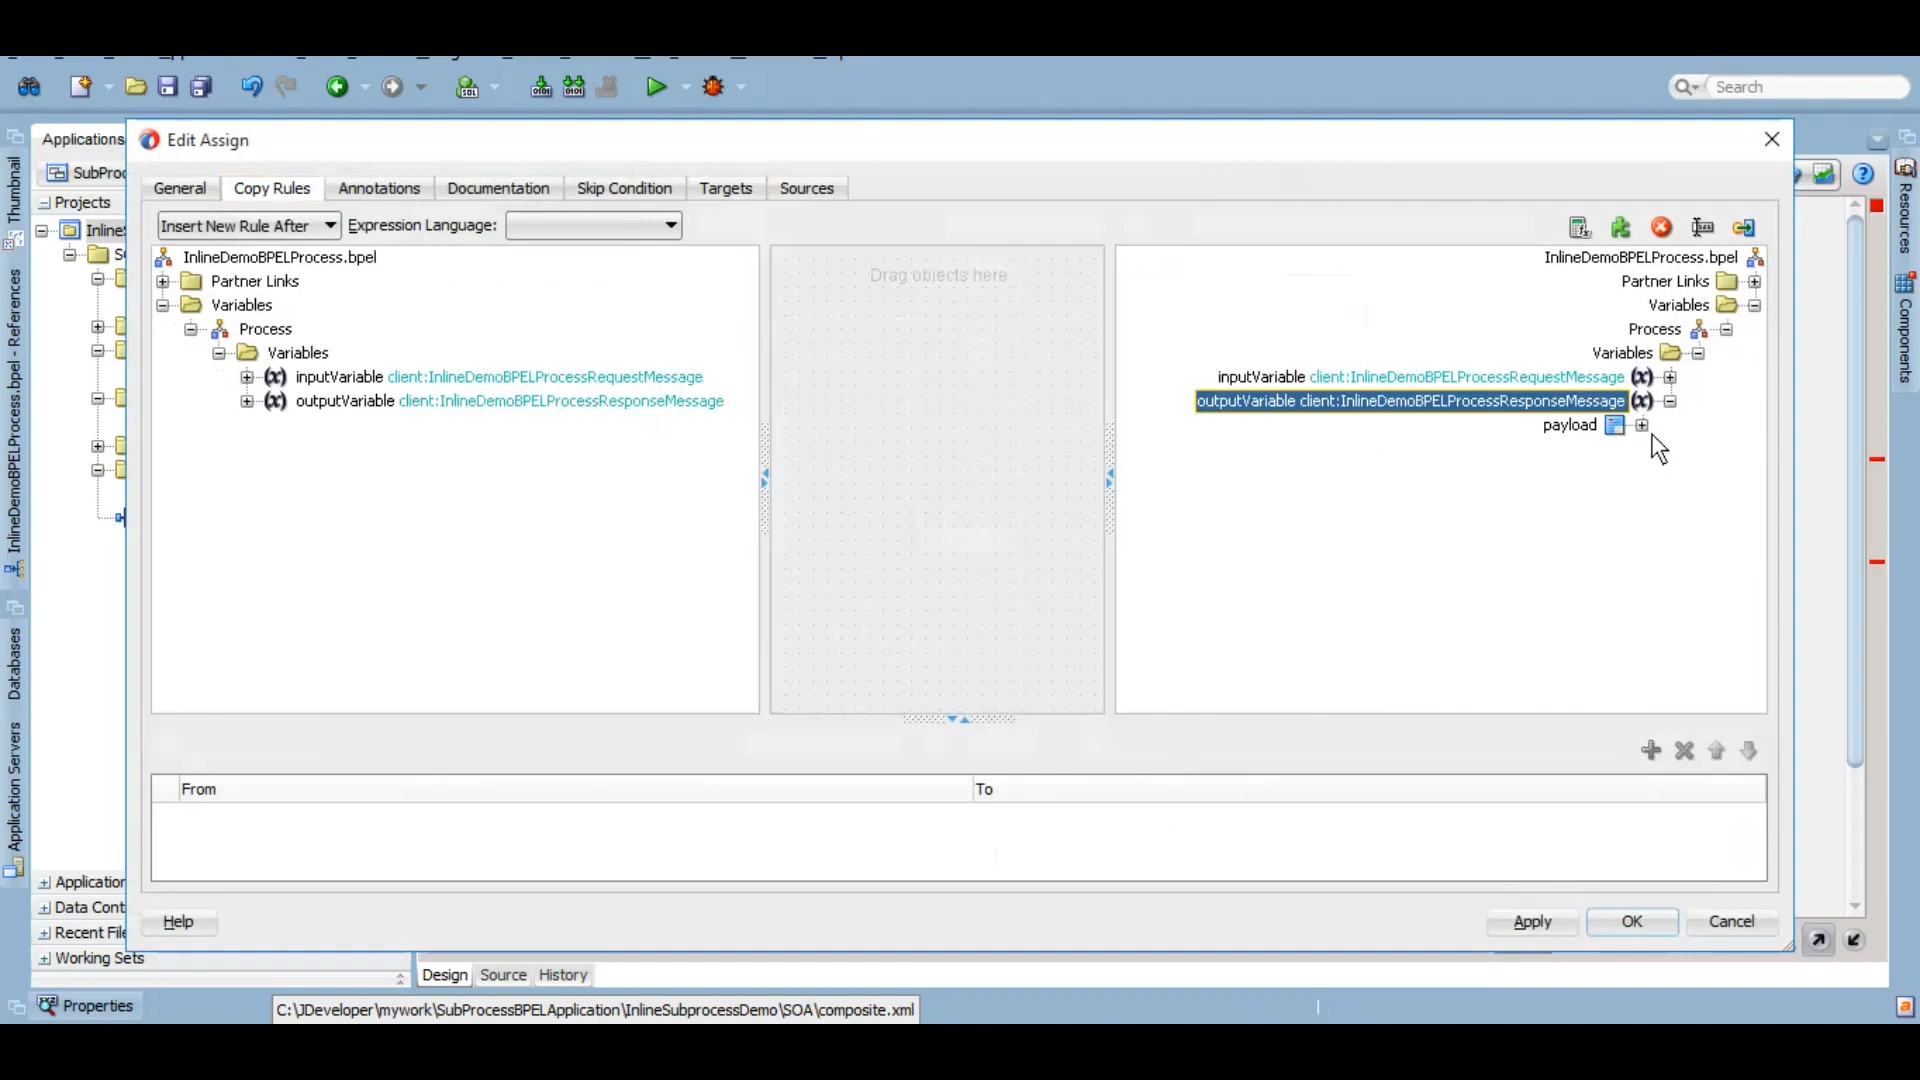 Search
Applications
Edit Assign
Thumbnail
InlineDemoBPELProcess.bpel - References
Databases
Application Servers
Resources
Components
SubProc
Projects
Inline
General
Copy Rules
Annotations
Documentation
Skip Condition
Targets
Sources
Insert New Rule After
Expression Language:
InlineDemoBPELProcess.bpel
Partner Links
Variables
Process
Variables
inputVariable client:InlineDemoBPELProcessRequestMessage
outputVariable client:InlineDemoBPELProcessResponseMessage
Drag objects here
InlineDemoBPELProcess.bpel
Partner Links
Variables
Process
Variables
inputVariable client:InlineDemoBPELProcessRequestMessage
outputVariable client:InlineDemoBPELProcessResponseMessage
payload
From
To
Application
Data Cont
Recent File
Working Sets
Help
Apply
OK
Cancel
Design
Source
History
Properties
C:\JDeveloper\mywork\SubProcessBPELApplication\InlineSubprocessDemo\SOA\composite.xml